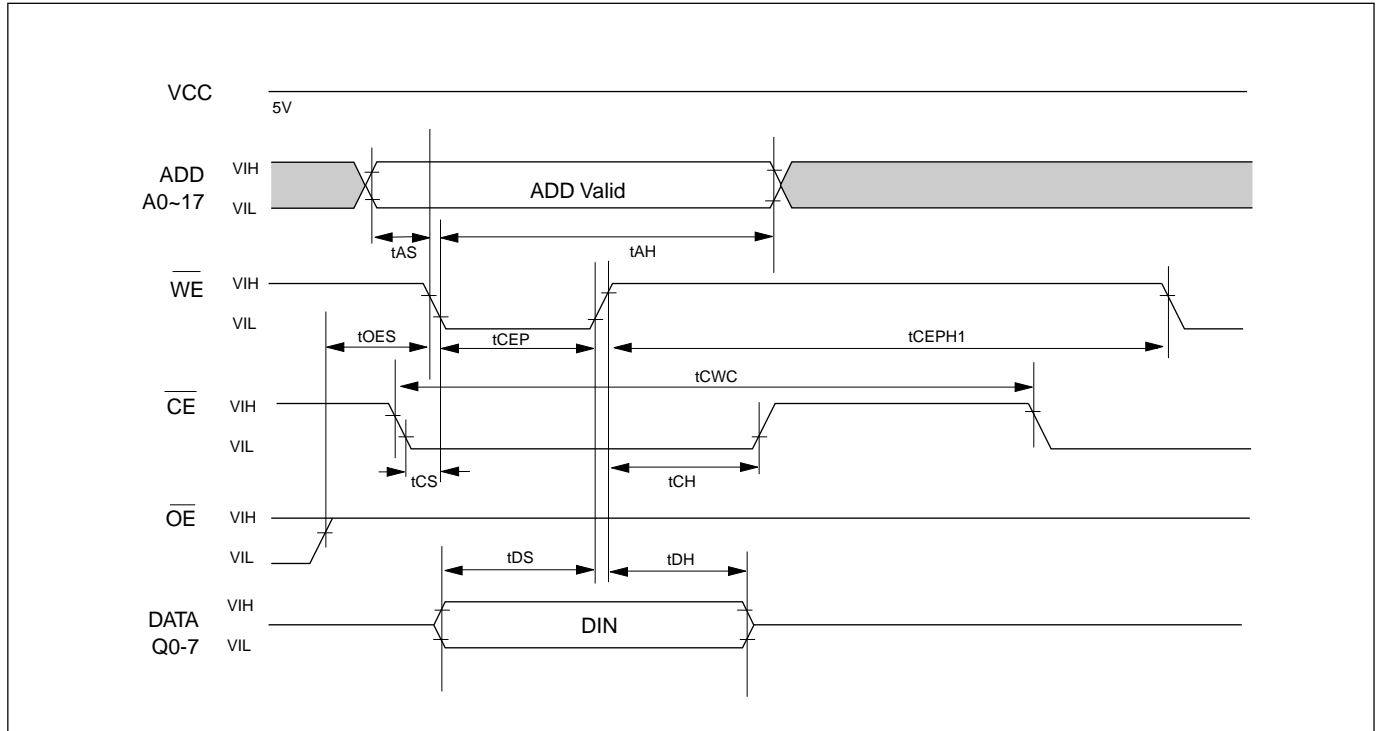 VCC
5V
ADD
A0~17
VIH
VIL
ADD Valid
tAS
tAH
WE
VIH
VIL
tOES
tCEP
tCEPH1
tCWC
CE
VIH
VIL
tCS
tCH
OE
VIH
VIL
tDS
tDH
DATA
Q0-7
VIH
VIL
DIN